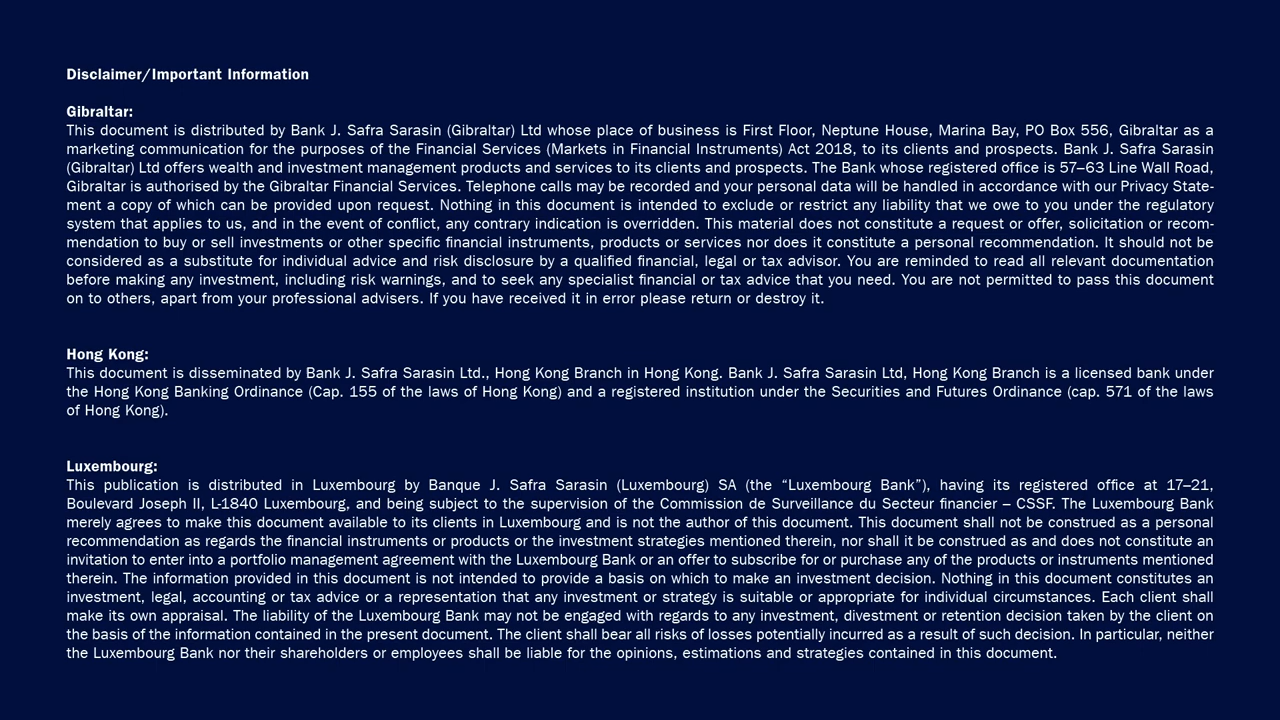 Disclaimer/Important Information
Gibraltar:
This document is distributed by Bank J. Safra Sarasin (Gibraltar) Ltd whose place of business is First Floor, Neptune House, Marina Bay, PO Box 556, Gibraltar as a
marketing communication for the purposes of the Financial Services (Markets in Financial Instruments) Act 2018, to its clients and prospects. Bank J. Safra Sarasin
(Gibraltar) Ltd offers wealth and investment management products and services to its clients and prospects. The Bank whose registered office is 57–63 Line Wall Road,
Gibraltar is authorised by the Gibraltar Financial Services. Telephone calls may be recorded and your personal data will be handled in accordance with our Privacy State-
ment a copy of which can be provided upon request. Nothing in this document is intended to exclude or restrict any liability that we owe to you under the regulatory
system that applies to us, and in the event of conflict, any contrary indication is overridden. This material does not constitute a request or offer, solicitation or recom-
mendation to buy or sell investments or other specific financial instruments, products or services nor does it constitute a personal recommendation. It should not be
considered as a substitute for individual advice and risk disclosure by a qualified financial, legal or tax advisor. You are reminded to read all relevant documentation
before making any investment, including risk warnings, and to seek any specialist financial or tax advice that you need. You are not permitted to pass this document
on to others, apart from your professional advisers. If you have received it in error please return or destroy it.
Hong Kong:
This document is disseminated by Bank J. Safra Sarasin Ltd., Hong Kong Branch in Hong Kong. Bank J. Safra Sarasin Ltd, Hong Kong Branch is a licensed bank under
the Hong Kong Banking Ordinance (Cap. 155 of the laws of Hong Kong) and a registered institution under the Securities and Futures Ordinance (cap. 571 of the laws
of Hong Kong).
Luxembourg:
This publication is distributed in Luxembourg by Banque J. Safra Sarasin (Luxembourg) SA (the “Luxembourg Bank”), having its registered office at 17–21,
Boulevard Joseph II, L-1840 Luxembourg, and being subject to the supervision of the Commission de Surveillance du Secteur financier – CSSF. The Luxembourg Bank
merely agrees to make this document available to its clients in Luxembourg and is not the author of this document. This document shall not be construed as a personal
recommendation as regards the financial instruments or products or the investment strategies mentioned therein, nor shall it be construed as and does not constitute an
invitation to enter into a portfolio management agreement with the Luxembourg Bank or an offer to subscribe for or purchase any of the products or instruments mentioned
therein. The information provided in this document is not intended to provide a basis on which to make an investment decision. Nothing in this document constitutes an
investment, legal, accounting or tax advice or a representation that any investment or strategy is suitable or appropriate for individual circumstances. Each client shall
make its own appraisal. The liability of the Luxembourg Bank may not be engaged with regards to any investment, divestment or retention decision taken by the client on
the basis of the information contained in the present document. The client shall bear all risks of losses potentially incurred as a result of such decision. In particular, neither
the Luxembourg Bank nor their shareholders or employees shall be liable for the opinions, estimations and strategies contained in this document.